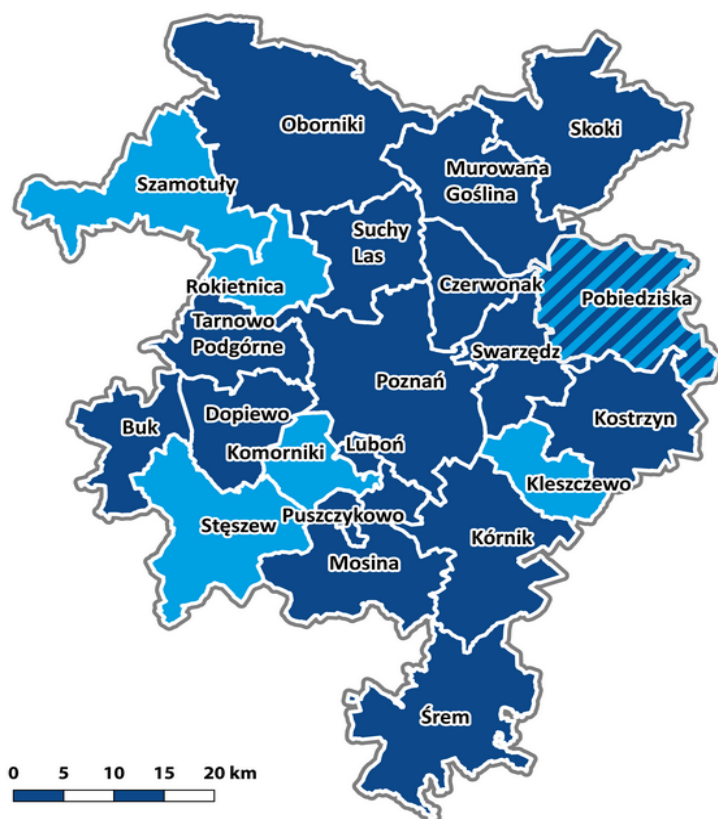 Oborniki
Skoki
Murowana
Goślina
Szamotuły
Suchy
Las
Rokietnica
Czerwonak
Pobiedziska
Tarnowo
Podgórne
Swarzędz
Poznań
Buk
Dopiewo
Kostrzyn
Komorniki
Luboń
Kleszczewo
Stęszew
Puszczykowo
Kórnik
Mosina
Śrem
0 5 10 15 20 km